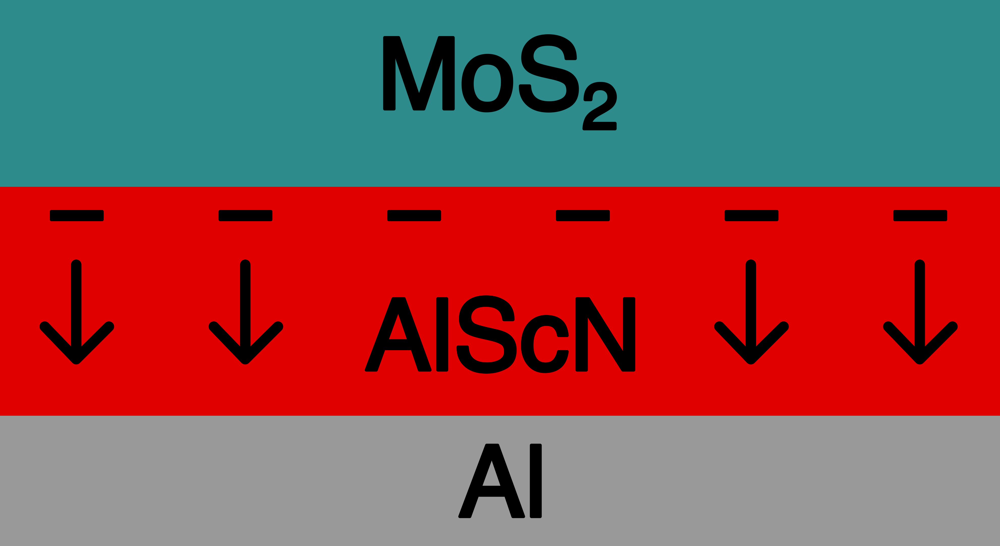 MoS₂
− − − − − −
AlScN
Al